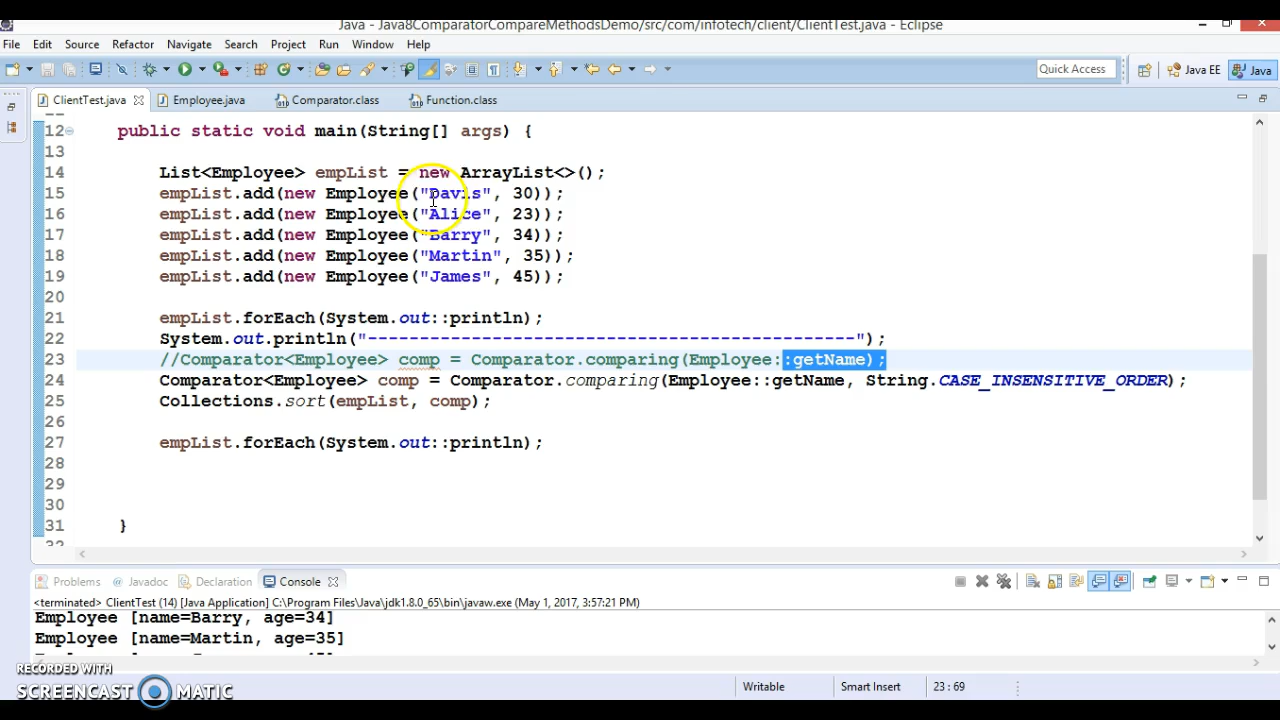 Java - Java8ComparatorCompareMethodsDemo/src/com/infotech/client/ClientTest.java - Eclipse
File Edit Source Refactor Navigate Search Project Run Window Help
Quick Access Java EE Java
ClientTest.java Employee.java Comparator.class Function.class
12 public static void main(String[] args) {
13
14 List<Employee> empList = new ArrayList<>();
15 empList.add(new Employee("Davis", 30));
16 empList.add(new Employee("Alice", 23));
17 empList.add(new Employee("Barry", 34));
18 empList.add(new Employee("Martin", 35));
19 empList.add(new Employee("James", 45));
20
21 empList.forEach(System.out::println);
22 System.out.println("-----------------------------------------------");
23 //Comparator<Employee> comp = Comparator.comparing(Employee::getName);
24 Comparator<Employee> comp = Comparator.comparing(Employee::getName, String.CASE_INSENSITIVE_ORDER);
25 Collections.sort(empList, comp);
26
27 empList.forEach(System.out::println);
28
29
30
31 }
Problems @ Javadoc Declaration Console
<terminated> ClientTest (14) [Java Application] C:\Program Files\Java\jdk1.8.0_65\bin\javaw.exe (May 1, 2017, 3:57:21 PM)
Employee [name=Barry, age=34]
Employee [name=Martin, age=35]
RECORDED WITH
SCREENCAST MATIC
Writable Smart Insert 23 : 69